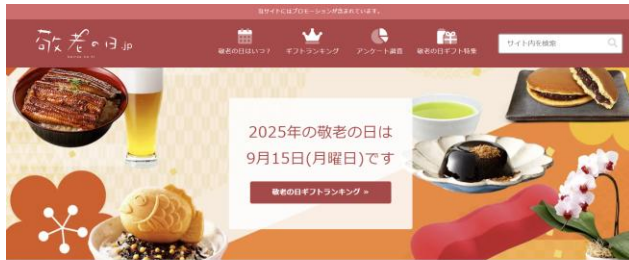 当サイトにはプロモーションが含まれています。
敬老の日.jp
敬老の日はいつ？
ギフトランキング
アンケート調査
敬老の日ギフト特集
サイト内を検索
2025年の敬老の日は
9月15日(月曜日)です
敬老の日ギフトランキング »